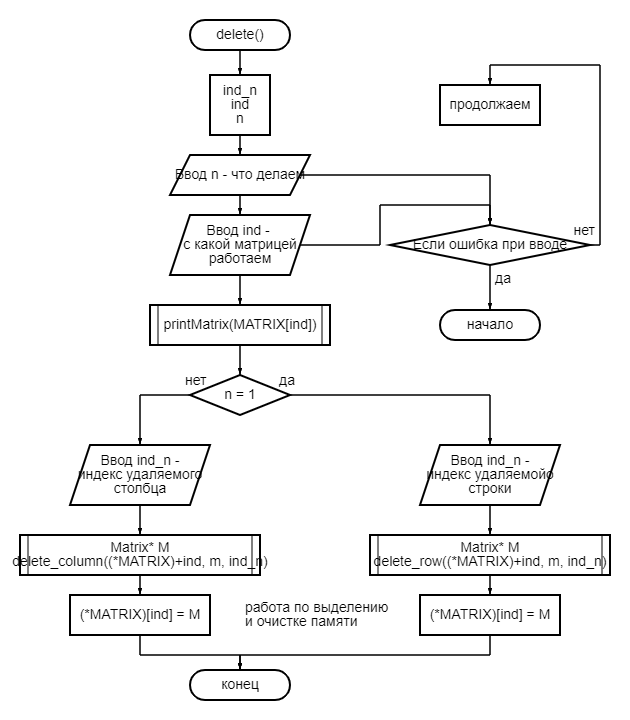 delete()
ind_n
ind
n
продолжаем
Ввод n - что делаем
Ввод ind -
с какой матрицей
работаем
Если ошибка при вводе
нет
да
начало
printMatrix(MATRIX[ind])
нет
да
n = 1
Ввод ind_n -
индекс удаляемого
столбца
Ввод ind_n -
индекс удаляемойо
строки
Matrix* M
delete_column((*MATRIX)+ind, m, ind_n)
Matrix* M
delete_row((*MATRIX)+ind, m, ind_n)
(*MATRIX)[ind] = M
работа по выделению
и очистке памяти
(*MATRIX)[ind] = M
конец